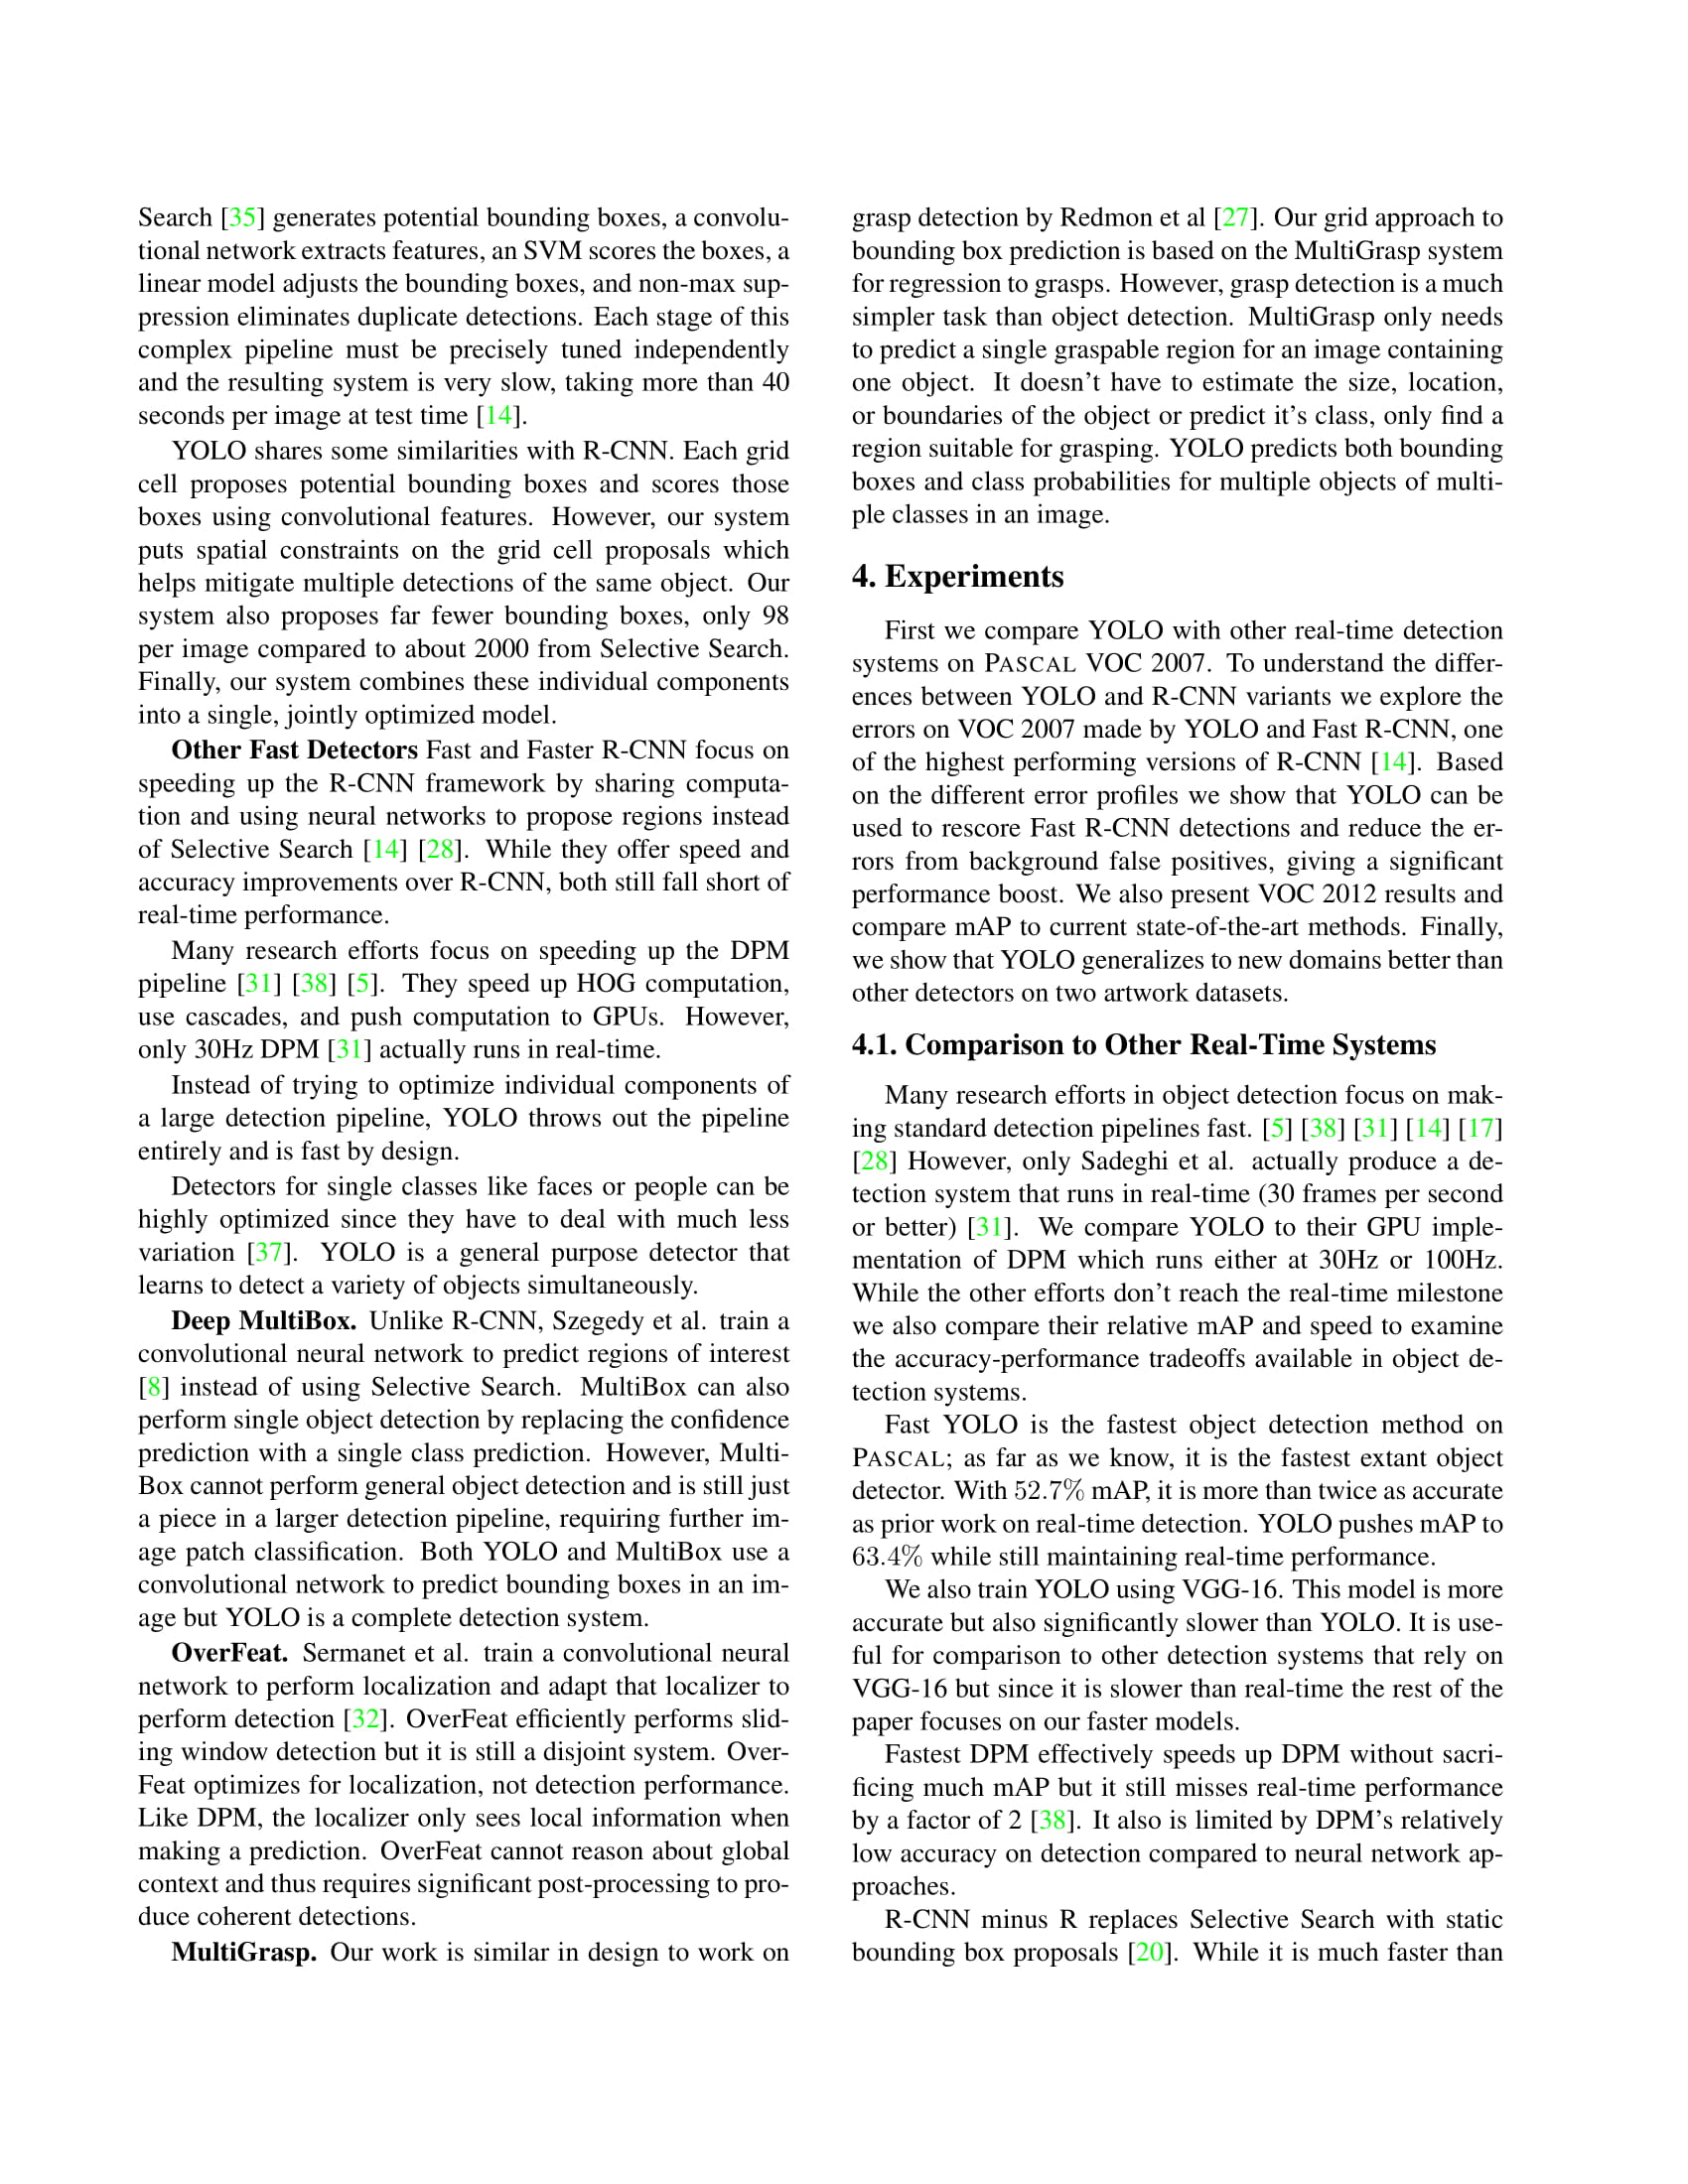 Search [35] generates potential bounding boxes, a convolu-
tional network extracts features, an SVM scores the boxes, a
linear model adjusts the bounding boxes, and non-max sup-
pression eliminates duplicate detections. Each stage of this
complex pipeline must be precisely tuned independently
and the resulting system is very slow, taking more than 40
seconds per image at test time [14].
YOLO shares some similarities with R-CNN. Each grid
cell proposes potential bounding boxes and scores those
boxes using convolutional features. However, our system
puts spatial constraints on the grid cell proposals which
helps mitigate multiple detections of the same object. Our
system also proposes far fewer bounding boxes, only 98
per image compared to about 2000 from Selective Search.
Finally, our system combines these individual components
into a single, jointly optimized model.
Other Fast Detectors Fast and Faster R-CNN focus on
speeding up the R-CNN framework by sharing computa-
tion and using neural networks to propose regions instead
of Selective Search [14] [28]. While they offer speed and
accuracy improvements over R-CNN, both still fall short of
real-time performance.
Many research efforts focus on speeding up the DPM
pipeline [31] [38] [5]. They speed up HOG computation,
use cascades, and push computation to GPUs. However,
only 30Hz DPM [31] actually runs in real-time.
Instead of trying to optimize individual components of
a large detection pipeline, YOLO throws out the pipeline
entirely and is fast by design.
Detectors for single classes like faces or people can be
highly optimized since they have to deal with much less
variation [37]. YOLO is a general purpose detector that
learns to detect a variety of objects simultaneously.
Deep MultiBox. Unlike R-CNN, Szegedy et al. train a
convolutional neural network to predict regions of interest
[8] instead of using Selective Search. MultiBox can also
perform single object detection by replacing the confidence
prediction with a single class prediction. However, Multi-
Box cannot perform general object detection and is still just
a piece in a larger detection pipeline, requiring further im-
age patch classification. Both YOLO and MultiBox use a
convolutional network to predict bounding boxes in an im-
age but YOLO is a complete detection system.
OverFeat. Sermanet et al. train a convolutional neural
network to perform localization and adapt that localizer to
perform detection [32]. OverFeat efficiently performs slid-
ing window detection but it is still a disjoint system. Over-
Feat optimizes for localization, not detection performance.
Like DPM, the localizer only sees local information when
making a prediction. OverFeat cannot reason about global
context and thus requires significant post-processing to pro-
duce coherent detections.
MultiGrasp. Our work is similar in design to work on
grasp detection by Redmon et al [27]. Our grid approach to
bounding box prediction is based on the MultiGrasp system
for regression to grasps. However, grasp detection is a much
simpler task than object detection. MultiGrasp only needs
to predict a single graspable region for an image containing
one object. It doesn't have to estimate the size, location,
or boundaries of the object or predict it's class, only find a
region suitable for grasping. YOLO predicts both bounding
boxes and class probabilities for multiple objects of multi-
ple classes in an image.
4. Experiments
First we compare YOLO with other real-time detection
systems on PASCAL VOC 2007. To understand the differ-
ences between YOLO and R-CNN variants we explore the
errors on VOC 2007 made by YOLO and Fast R-CNN, one
of the highest performing versions of R-CNN [14]. Based
on the different error profiles we show that YOLO can be
used to rescore Fast R-CNN detections and reduce the er-
rors from background false positives, giving a significant
performance boost. We also present VOC 2012 results and
compare mAP to current state-of-the-art methods. Finally,
we show that YOLO generalizes to new domains better than
other detectors on two artwork datasets.
4.1. Comparison to Other Real-Time Systems
Many research efforts in object detection focus on mak-
ing standard detection pipelines fast. [5] [38] [31] [14] [17]
[28] However, only Sadeghi et al. actually produce a de-
tection system that runs in real-time (30 frames per second
or better) [31]. We compare YOLO to their GPU imple-
mentation of DPM which runs either at 30Hz or 100Hz.
While the other efforts don't reach the real-time milestone
we also compare their relative mAP and speed to examine
the accuracy-performance tradeoffs available in object de-
tection systems.
Fast YOLO is the fastest object detection method on
PASCAL; as far as we know, it is the fastest extant object
detector. With 52.7% mAP, it is more than twice as accurate
as prior work on real-time detection. YOLO pushes mAP to
63.4% while still maintaining real-time performance.
We also train YOLO using VGG-16. This model is more
accurate but also significantly slower than YOLO. It is use-
ful for comparison to other detection systems that rely on
VGG-16 but since it is slower than real-time the rest of the
paper focuses on our faster models.
Fastest DPM effectively speeds up DPM without sacri-
ficing much mAP but it still misses real-time performance
by a factor of 2 [38]. It also is limited by DPM's relatively
low accuracy on detection compared to neural network ap-
proaches.
R-CNN minus R replaces Selective Search with static
bounding box proposals [20]. While it is much faster than